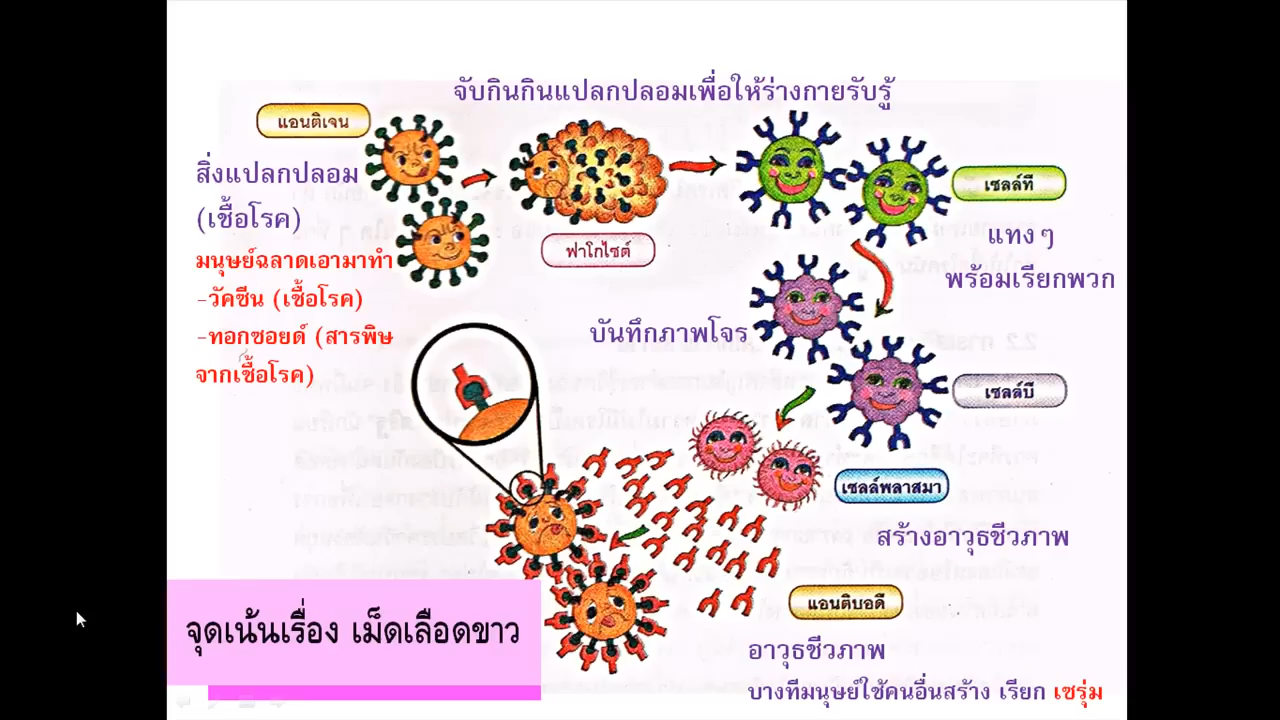 จับกินกินแปลกปลอมเพื่อให้ร่างกายรับรู้
แอนติเจน
สิ่งแปลกปลอม
(เชื้อโรค)
มนุษย์ฉลาดเอามาทำ
-วัคซีน (เชื้อโรค)
-ทอกซอยด์ (สารพิษ
จากเชื้อโรค)
ฟาโกไซต์
เซลล์ที
แทงๆ
พร้อมเรียกพวก
บันทึกภาพโจร
เซลล์บี
เซลล์พลาสมา
สร้างอาวุธชีวภาพ
แอนติบอดี
อาวุธชีวภาพ
บางทีมนุษย์ใช้คนอื่นสร้าง เรียก เซรุ่ม
จุดเน้นเรื่อง เม็ดเลือดขาว